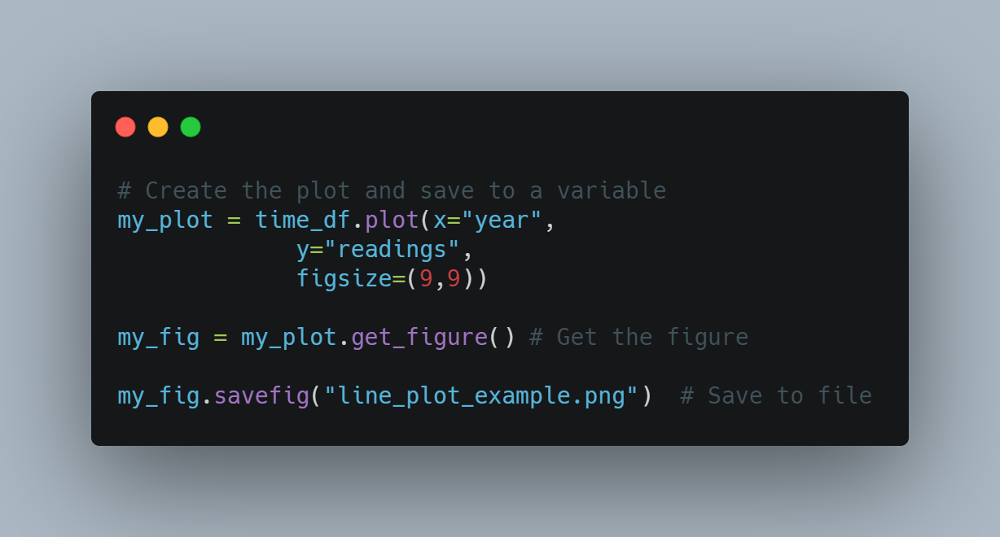 # Create the plot and save to a variable
my_plot = time_df.plot(x="year",
             y="readings",
             figsize=(9,9))
my_fig = my_plot.get_figure() # Get the figure
my_fig.savefig("line_plot_example.png")  # Save to file